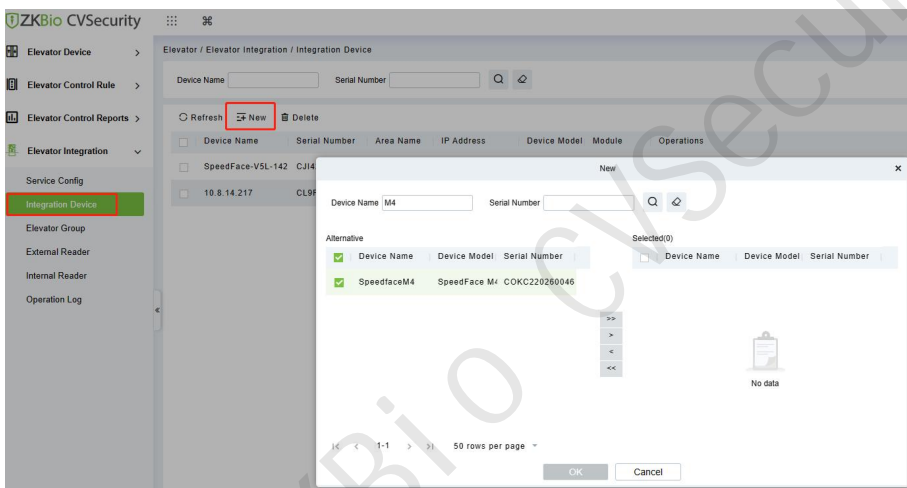 ZKBio CVSecurity
Elevator Device
Elevator Control Rule
Elevator Control Reports
Elevator Integration
Service Config
Integration Device
Elevator Group
External Reader
Internal Reader
Operation Log
Elevator / Elevator Integration / Integration Device
Device Name Serial Number
Refresh New Delete
Device Name Serial Number Area Name IP Address Device Model Module Operations
SpeedFace-V5L-142 CJI4
10.8.14.217 CL9F
New
Device Name M4 Serial Number
Alternative Selected(0)
Device Name Device Model Serial Number Device Name Device Model Serial Number
SpeedfaceM4 SpeedFace M4 COKC220260046
>>
>
<
<<
No data
|< < 1-1 > >| 50 rows per page
OK Cancel
ZKBio CVSecu